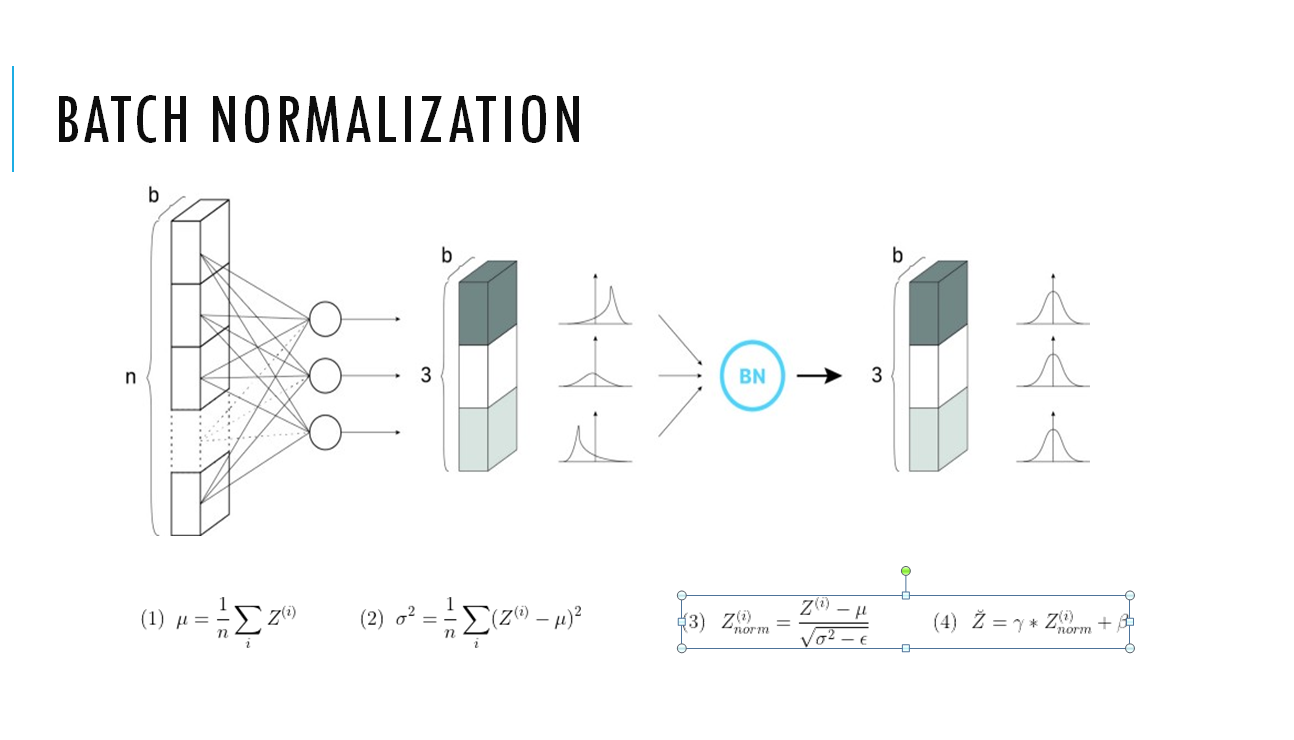 BATCH NORMALIZATION
b
n
b
3
BN
b
3
(1) μ = 1/n ∑_i Z^(i)
(2) σ² = 1/n ∑_i (Z^(i) − μ)²
(3) Z^(i)_norm = (Z^(i) − μ) / √(σ² − ϵ)
(4) Z̆ = γ ∗ Z^(i)_norm + β